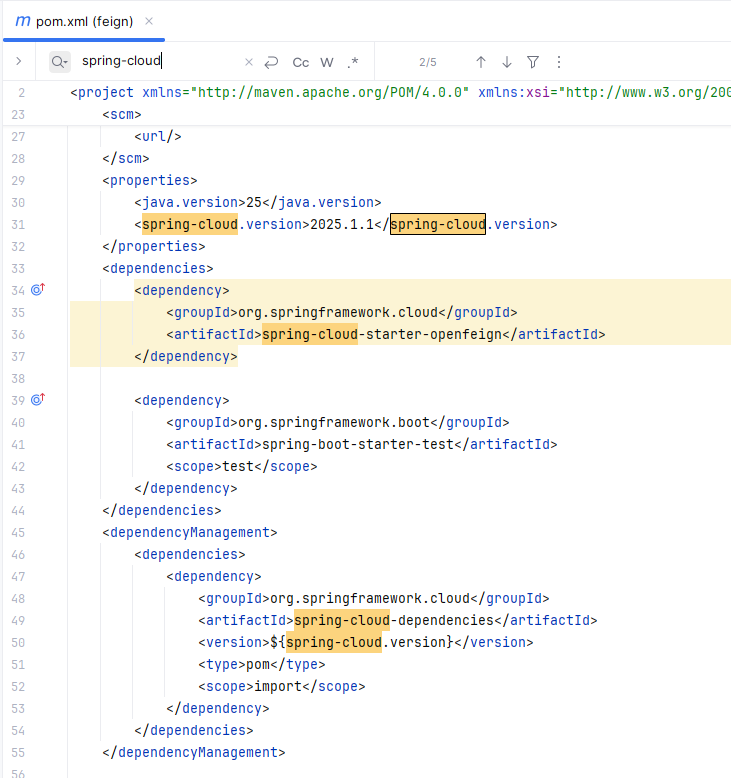 m pom.xml (feign) ×
spring-cloud × Cc W .* 2/5
2 <project xmlns="http://maven.apache.org/POM/4.0.0" xmlns:xsi="http://www.w3.org/200
23 <scm>
27 <url/>
28 </scm>
29 <properties>
30 <java.version>25</java.version>
31 <spring-cloud.version>2025.1.1</spring-cloud.version>
32 </properties>
33 <dependencies>
34 <dependency>
35 <groupId>org.springframework.cloud</groupId>
36 <artifactId>spring-cloud-starter-openfeign</artifactId>
37 </dependency>
38
39 <dependency>
40 <groupId>org.springframework.boot</groupId>
41 <artifactId>spring-boot-starter-test</artifactId>
42 <scope>test</scope>
43 </dependency>
44 </dependencies>
45 <dependencyManagement>
46 <dependencies>
47 <dependency>
48 <groupId>org.springframework.cloud</groupId>
49 <artifactId>spring-cloud-dependencies</artifactId>
50 <version>${spring-cloud.version}</version>
51 <type>pom</type>
52 <scope>import</scope>
53 </dependency>
54 </dependencies>
55 </dependencyManagement>
56